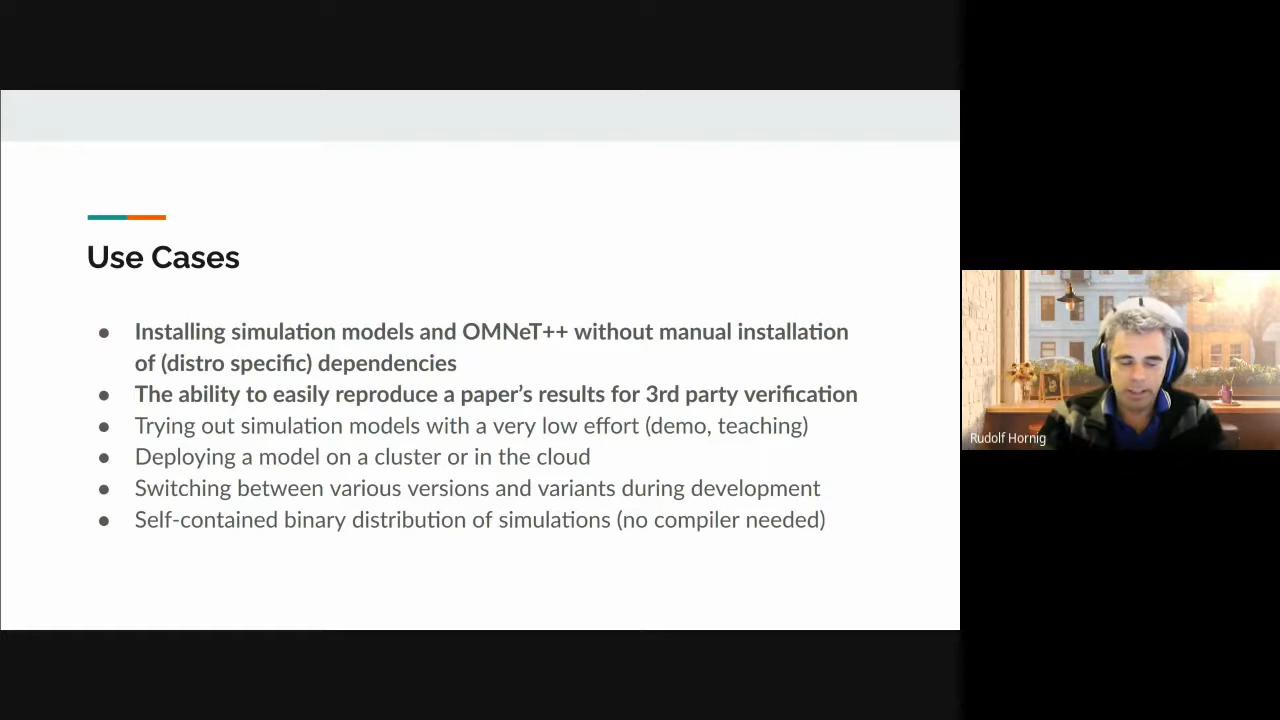 Use Cases
● Installing simulation models and OMNeT++ without manual installation
of (distro specific) dependencies
● The ability to easily reproduce a paper’s results for 3rd party verification
● Trying out simulation models with a very low effort (demo, teaching)
● Deploying a model on a cluster or in the cloud
● Switching between various versions and variants during development
● Self-contained binary distribution of simulations (no compiler needed)
Rudolf Hornig